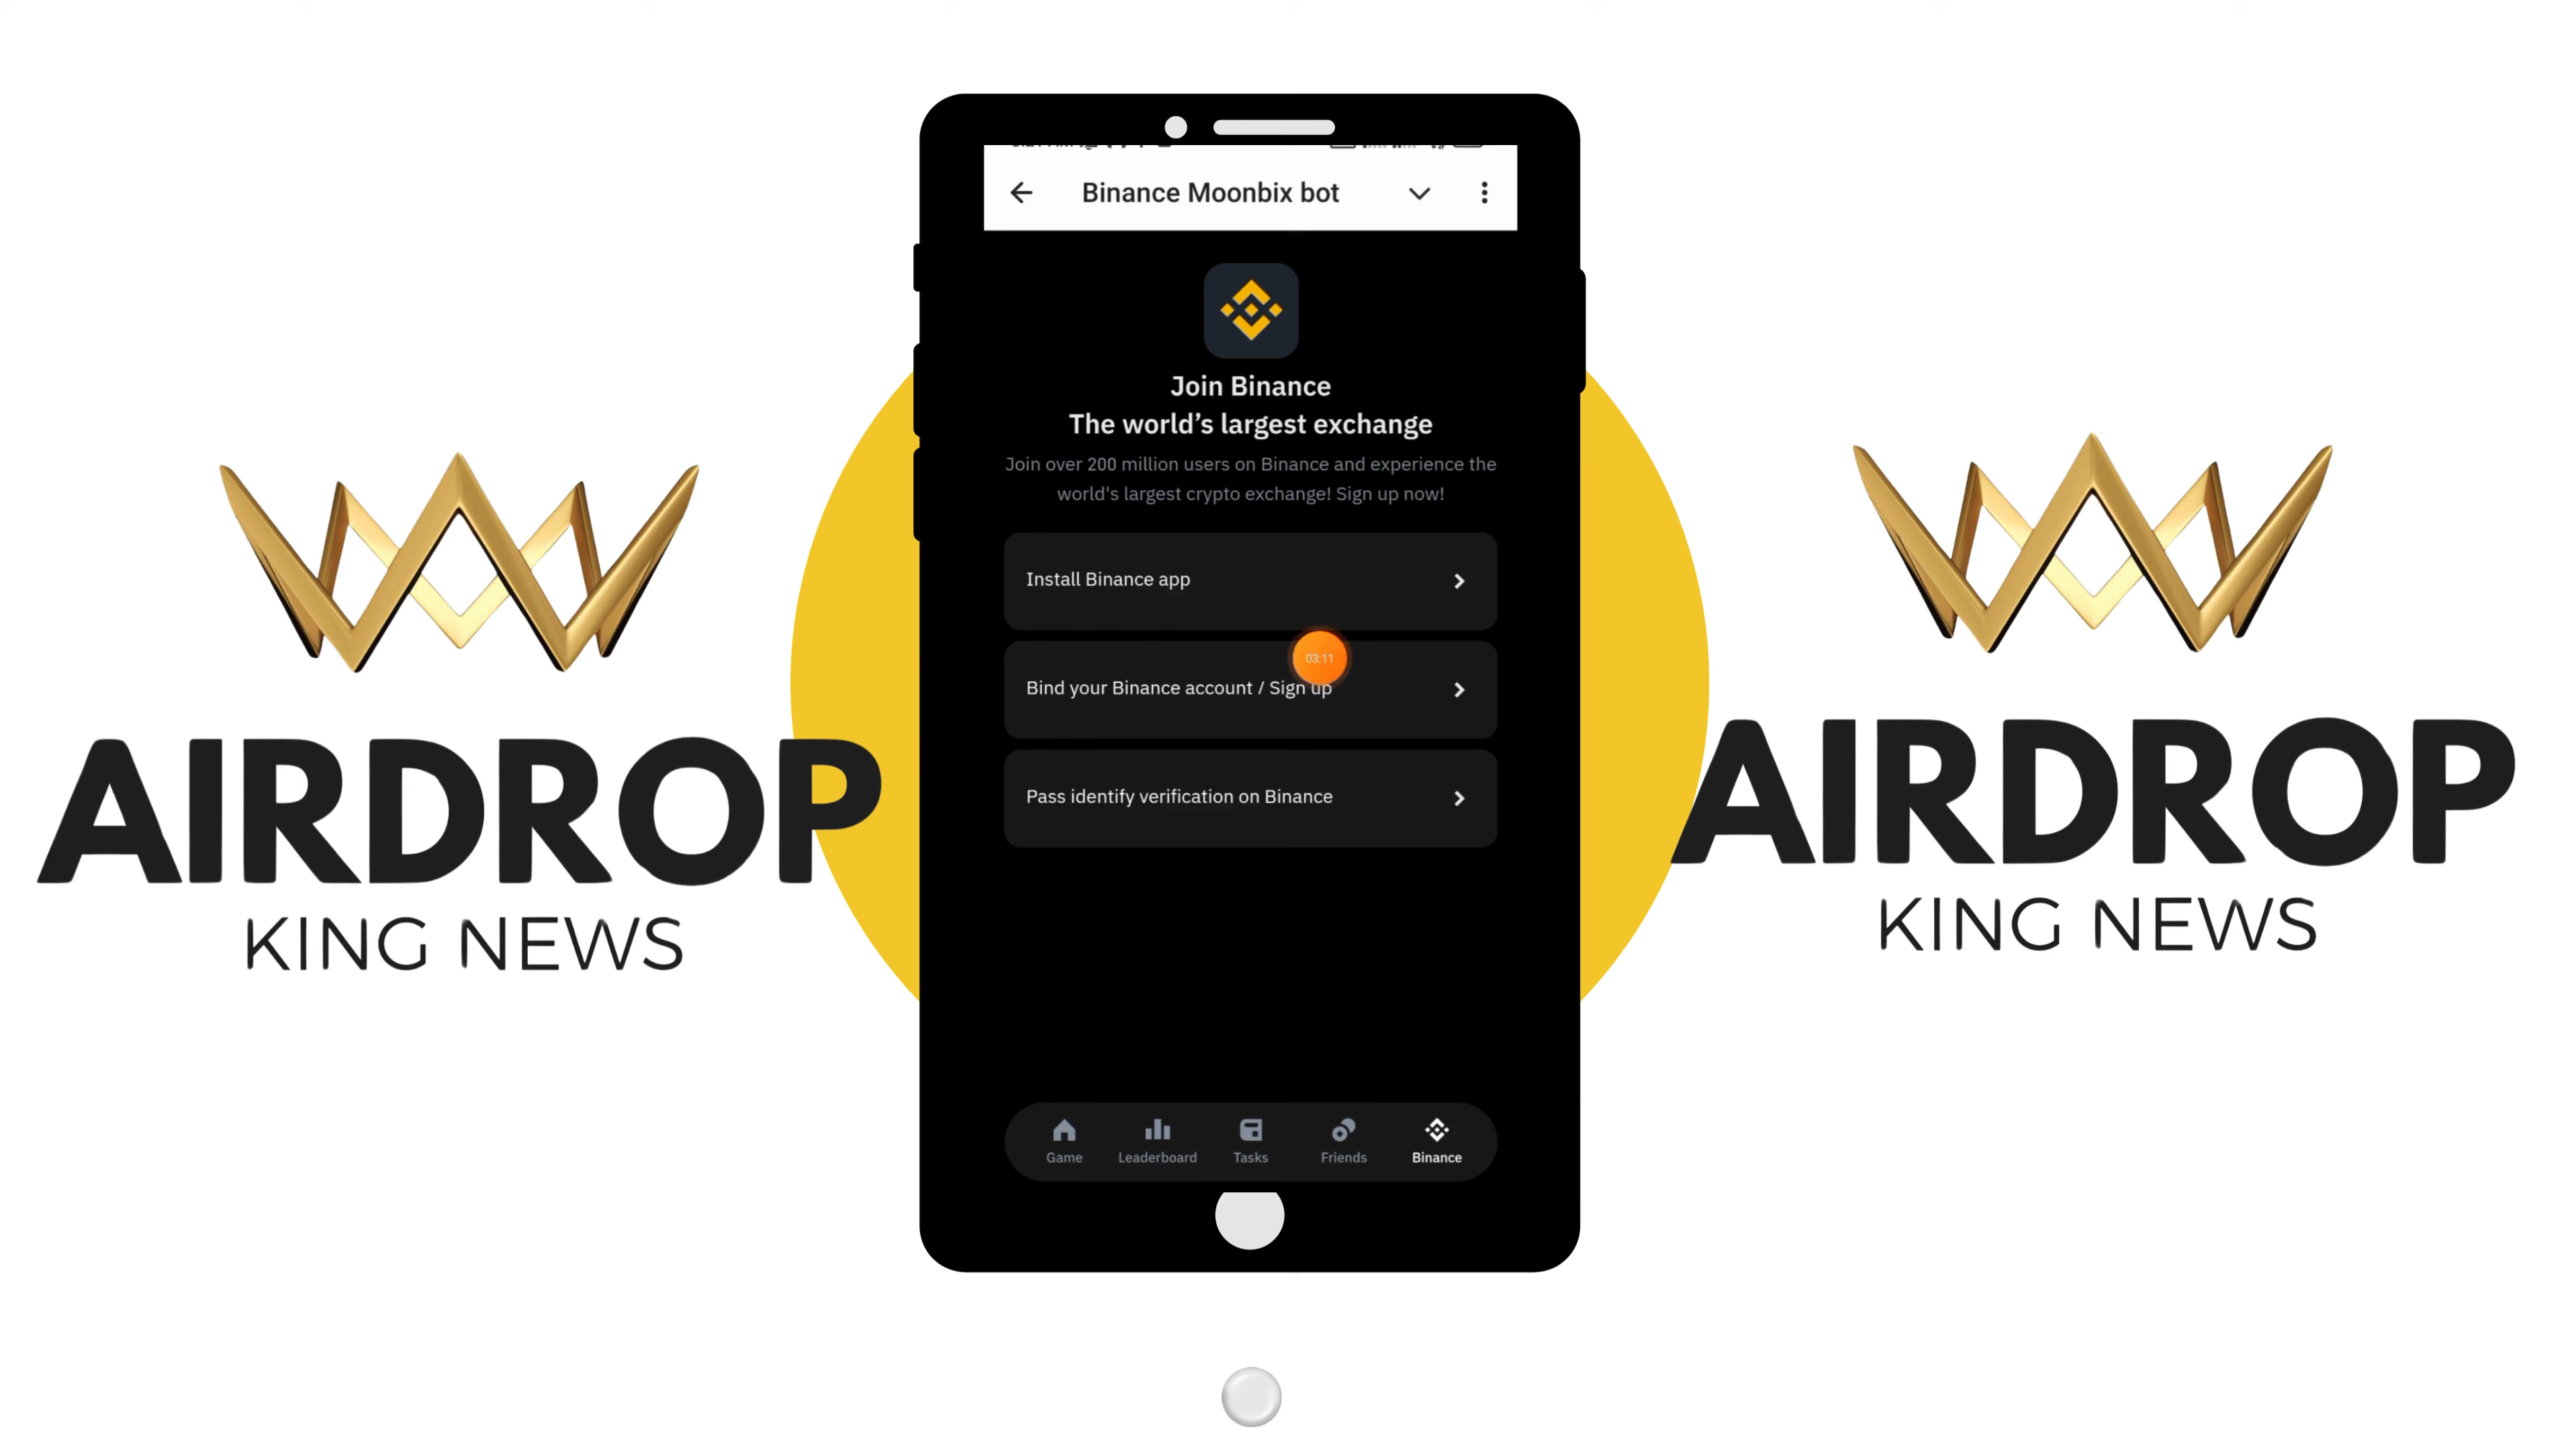 Binance Moonbix bot
Join Binance
The world's largest exchange
Join over 200 million users on Binance and experience the
world's largest crypto exchange! Sign up now!
Install Binance app
03:11
Bind your Binance account / Sign up
Pass identify verification on Binance
Game
Leaderboard
Tasks
Friends
Binance
AIRDROP
KING NEWS
AIRDROP
KING NEWS